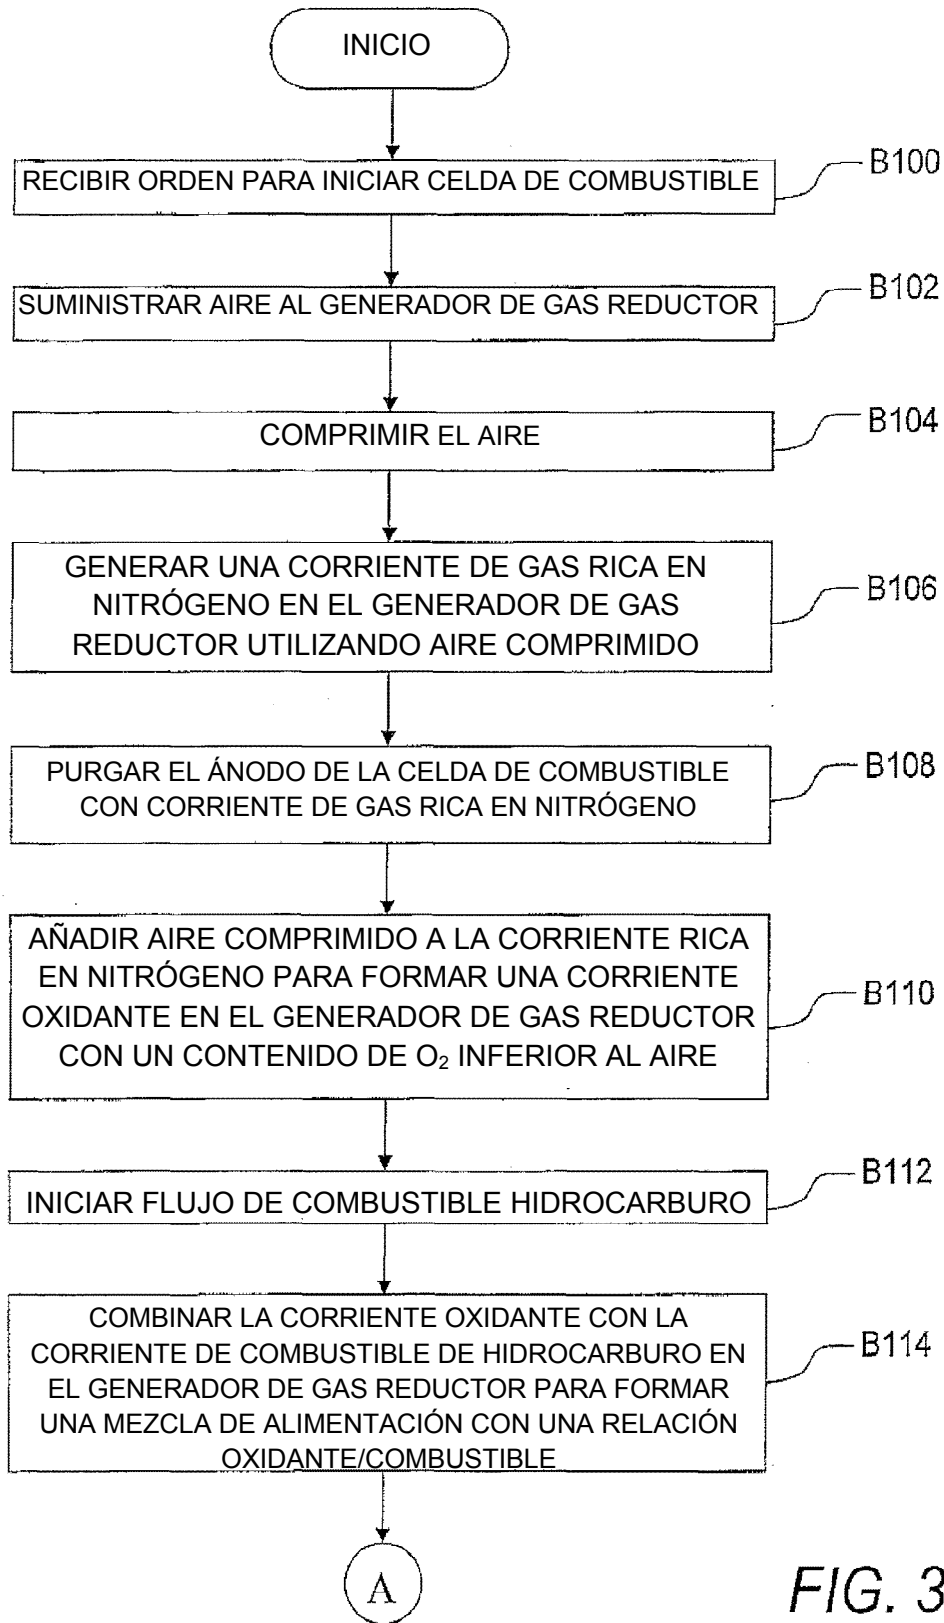 INICIO
RECIBIR ORDEN PARA INICIAR CELDA DE COMBUSTIBLE
B100
SUMINISTRAR AIRE AL GENERADOR DE GAS REDUCTOR
B102
COMPRIMIR EL AIRE
B104
GENERAR UNA CORRIENTE DE GAS RICA EN
NITRÓGENO EN EL GENERADOR DE GAS
REDUCTOR UTILIZANDO AIRE COMPRIMIDO
B106
PURGAR EL ÁNODO DE LA CELDA DE COMBUSTIBLE
CON CORRIENTE DE GAS RICA EN NITRÓGENO
B108
AÑADIR AIRE COMPRIMIDO A LA CORRIENTE RICA
EN NITRÓGENO PARA FORMAR UNA CORRIENTE
OXIDANTE EN EL GENERADOR DE GAS REDUCTOR
CON UN CONTENIDO DE O₂ INFERIOR AL AIRE
B110
INICIAR FLUJO DE COMBUSTIBLE HIDROCARBURO
B112
COMBINAR LA CORRIENTE OXIDANTE CON LA
CORRIENTE DE COMBUSTIBLE DE HIDROCARBURO EN
EL GENERADOR DE GAS REDUCTOR PARA FORMAR
UNA MEZCLA DE ALIMENTACIÓN CON UNA RELACIÓN
OXIDANTE/COMBUSTIBLE
B114
A
FIG. 3